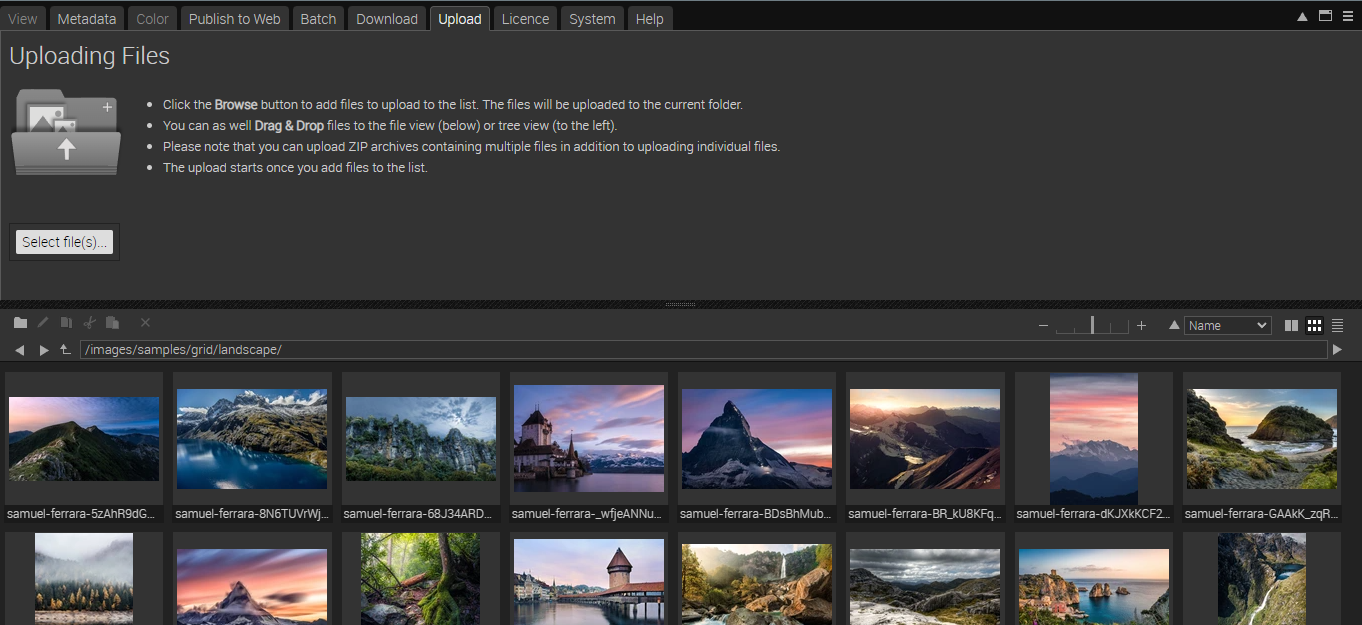 View Metadata Color Publish to Web Batch Download Upload Licence System Help
Uploading Files
Click the Browse button to add files to upload to the list. The files will be uploaded to the current folder.
You can as well Drag & Drop files to the file view (below) or tree view (to the left).
Please note that you can upload ZIP archives containing multiple files in addition to uploading individual files.
The upload starts once you add files to the list.
Select file(s)...
Name
/images/samples/grid/landscape/
samuel-ferrara-5zAhR9dG... samuel-ferrara-8N6TUVrWj... samuel-ferrara-68J34ARD... samuel-ferrara-_wfjeANNu... samuel-ferrara-BDsBhMub... samuel-ferrara-BR_kU8KFq... samuel-ferrara-dKJXkKCF2... samuel-ferrara-GAAkK_zqR...